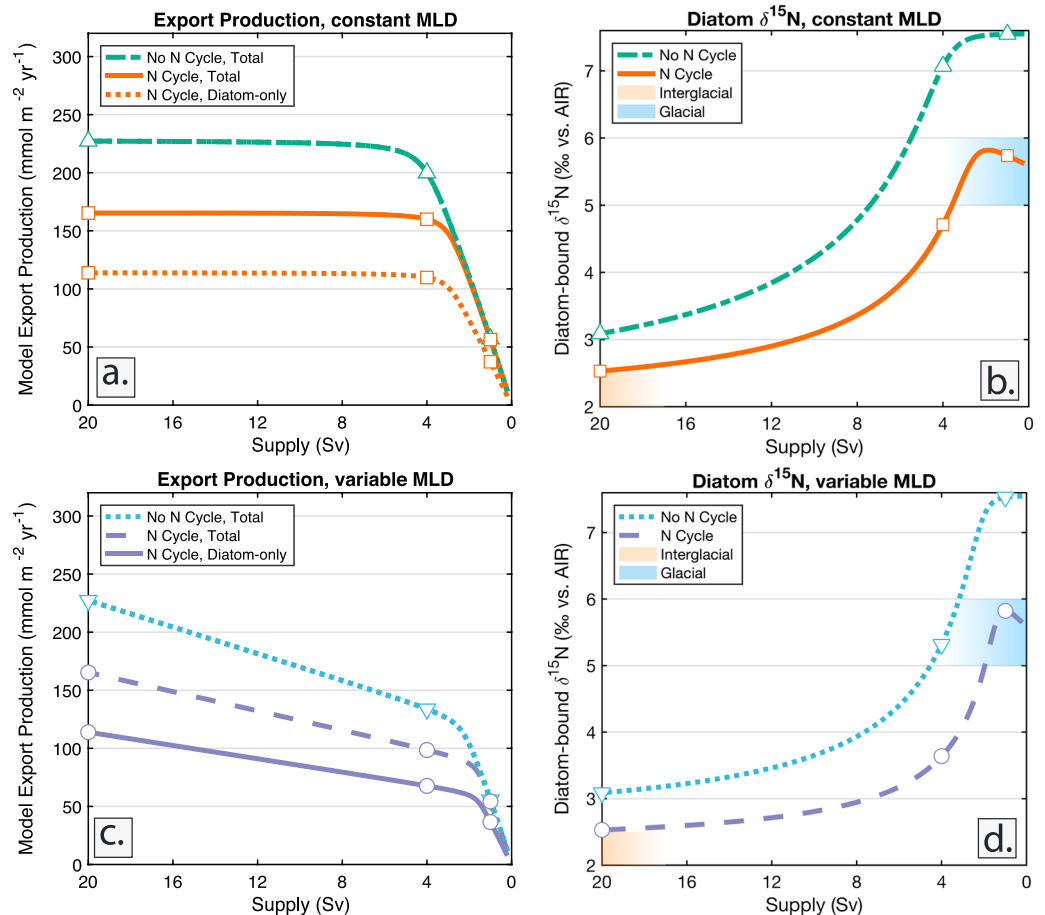 Export Production, constant MLD
Model Export Production (mmol m⁻² yr⁻¹)
300
250
200
150
100
50
0
No N Cycle, Total
N Cycle, Total
N Cycle, Diatom-only
a.
20 16 12 8 4 0
Supply (Sv)
Diatom δ¹⁵N, constant MLD
Diatom-bound δ¹⁵N (‰ vs. AIR)
7
6
5
4
3
2
No N Cycle
N Cycle
Interglacial
Glacial
b.
20 16 12 8 4 0
Supply (Sv)
Export Production, variable MLD
Model Export Production (mmol m⁻² yr⁻¹)
300
250
200
150
100
50
0
No N Cycle, Total
N Cycle, Total
N Cycle, Diatom-only
c.
20 16 12 8 4 0
Supply (Sv)
Diatom δ¹⁵N, variable MLD
Diatom-bound δ¹⁵N (‰ vs. AIR)
7
6
5
4
3
2
No N Cycle
N Cycle
Interglacial
Glacial
d.
20 16 12 8 4 0
Supply (Sv)